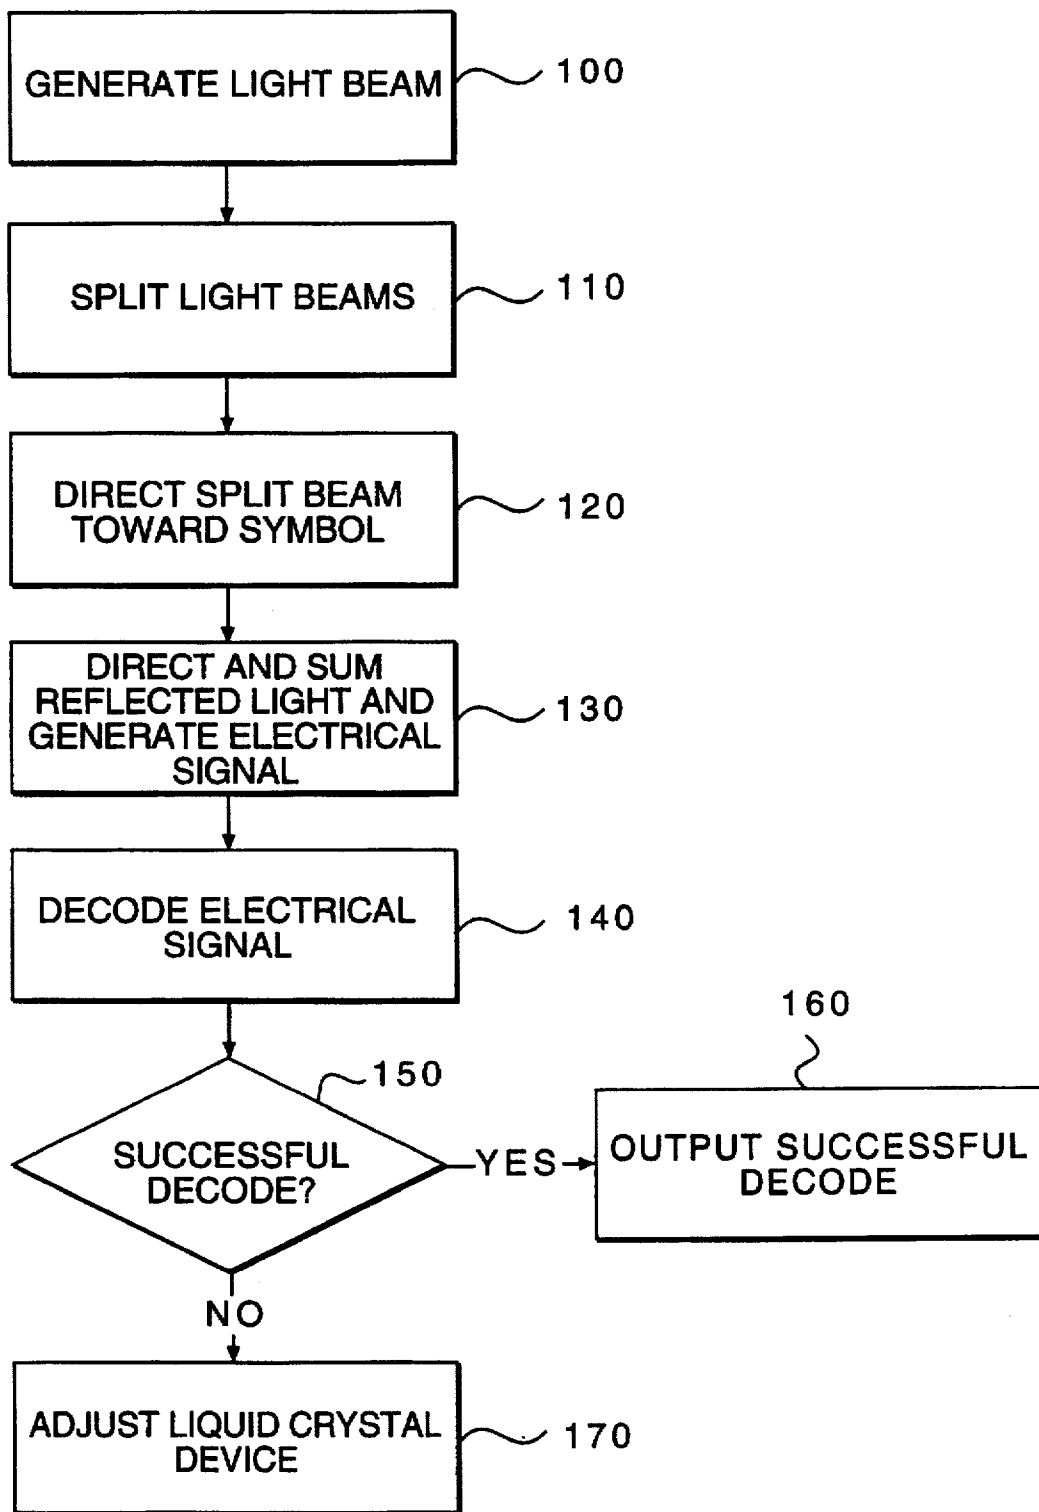 GENERATE LIGHT BEAM
100
SPLIT LIGHT BEAMS
110
DIRECT SPLIT BEAM
TOWARD SYMBOL
120
DIRECT AND SUM
REFLECTED LIGHT AND
GENERATE ELECTRICAL
SIGNAL
130
DECODE ELECTRICAL
SIGNAL
140
150
SUCCESSFUL
DECODE?
YES
160
OUTPUT SUCCESSFUL
DECODE
NO
ADJUST LIQUID CRYSTAL
DEVICE
170